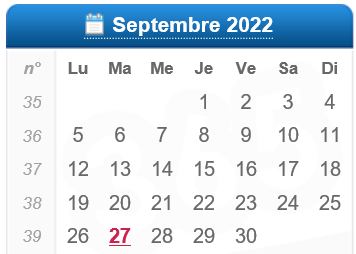 Septembre 2022
n° Lu Ma Me Je Ve Sa Di
35 1 2 3 4
36 5 6 7 8 9 10 11
37 12 13 14 15 16 17 18
38 19 20 21 22 23 24 25
39 26 27 28 29 30